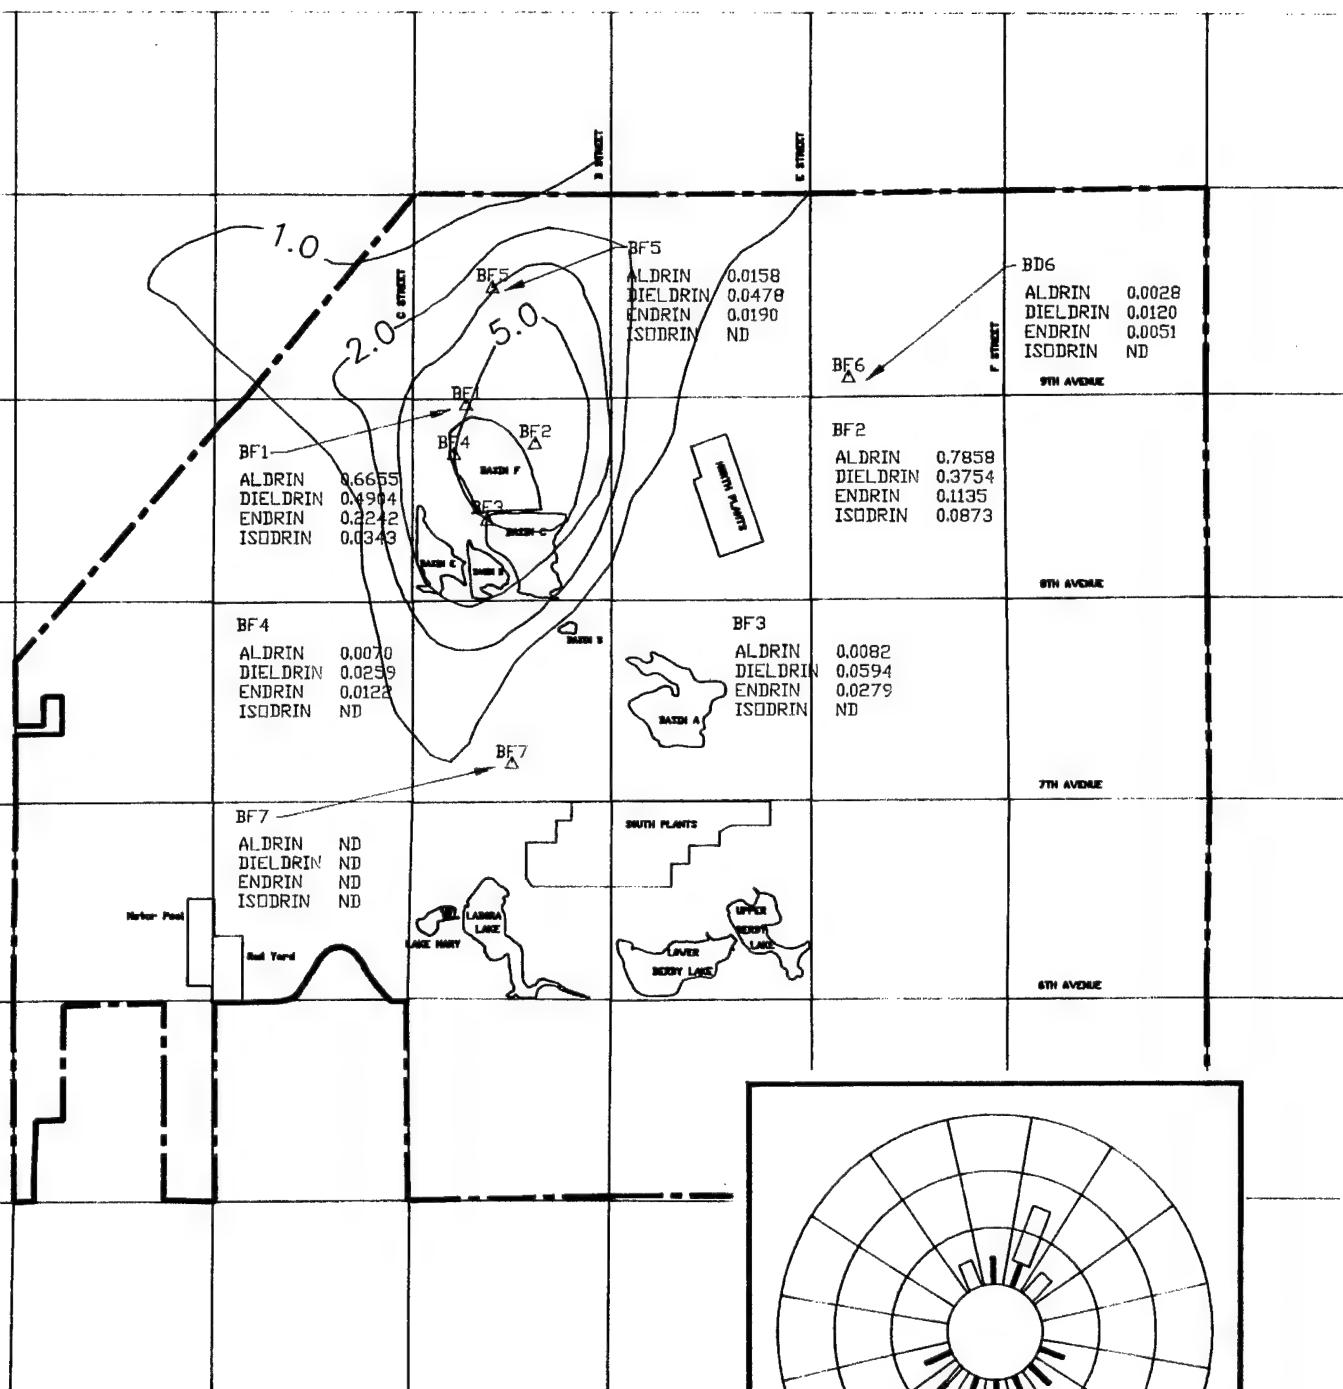 D STREET
E STREET
1.0
BF5
ALDRIN 0.0158
DIELDRIN 0.0478
ENDRIN 0.0190
ISODRIN ND
BD6
ALDRIN 0.0028
DIELDRIN 0.0120
ENDRIN 0.0051
ISODRIN ND
BF5
C STREET
2.0
5.0
F STREET
BF6
9TH AVENUE
BF1
BF4
BF2
BASIN F
BF3
BASIN C
BASIN E
BASIN D
NORTH PLANTS
BF1
ALDRIN 0.6655
DIELDRIN 0.4904
ENDRIN 0.2242
ISODRIN 0.0343
BF2
ALDRIN 0.7858
DIELDRIN 0.3754
ENDRIN 0.1135
ISODRIN 0.0873
8TH AVENUE
BF4
ALDRIN 0.0070
DIELDRIN 0.0259
ENDRIN 0.0122
ISODRIN ND
BASIN B
BF3
ALDRIN 0.0082
DIELDRIN 0.0594
ENDRIN 0.0279
ISODRIN ND
BASIN A
BF7
7TH AVENUE
BF7
ALDRIN ND
DIELDRIN ND
ENDRIN ND
ISODRIN ND
SOUTH PLANTS
Motor Pool
Rail Yard
LAKE MARY
LADORA
LAKE
UPPER
DERBY
LAKE
LOWER
DERBY LAKE
6TH AVENUE